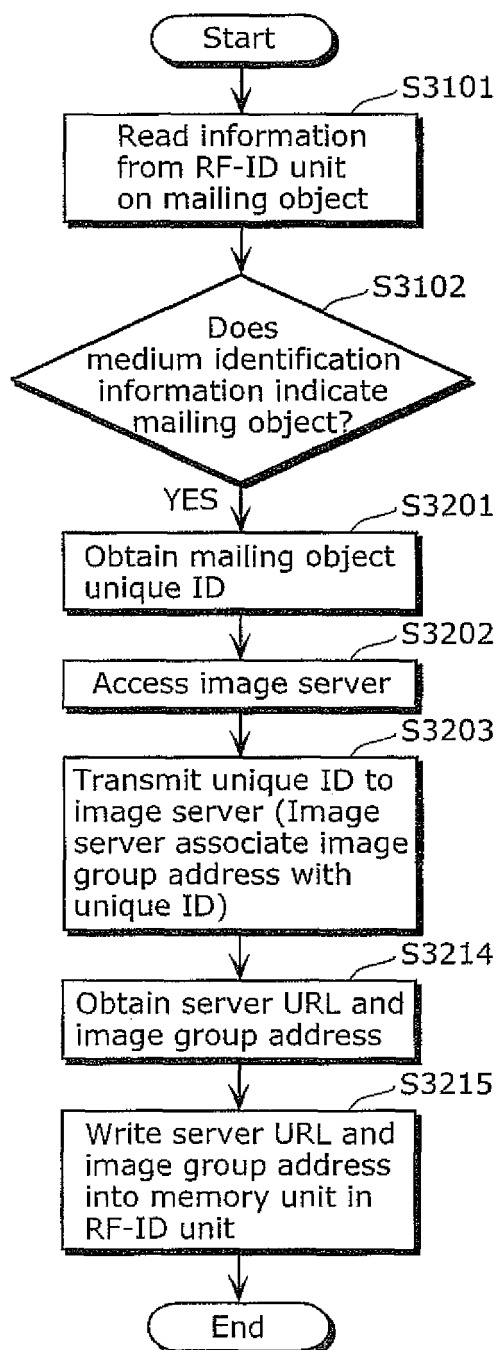 Start
S3101
Read information
from RF-ID unit
on mailing object
S3102
Does
medium identification
information indicate
mailing object?
YES
S3201
Obtain mailing object
unique ID
S3202
Access image server
S3203
Transmit unique ID to
image server (Image
server associate image
group address with
unique ID)
S3214
Obtain server URL and
image group address
S3215
Write server URL and
image group address
into memory unit in
RF-ID unit
End